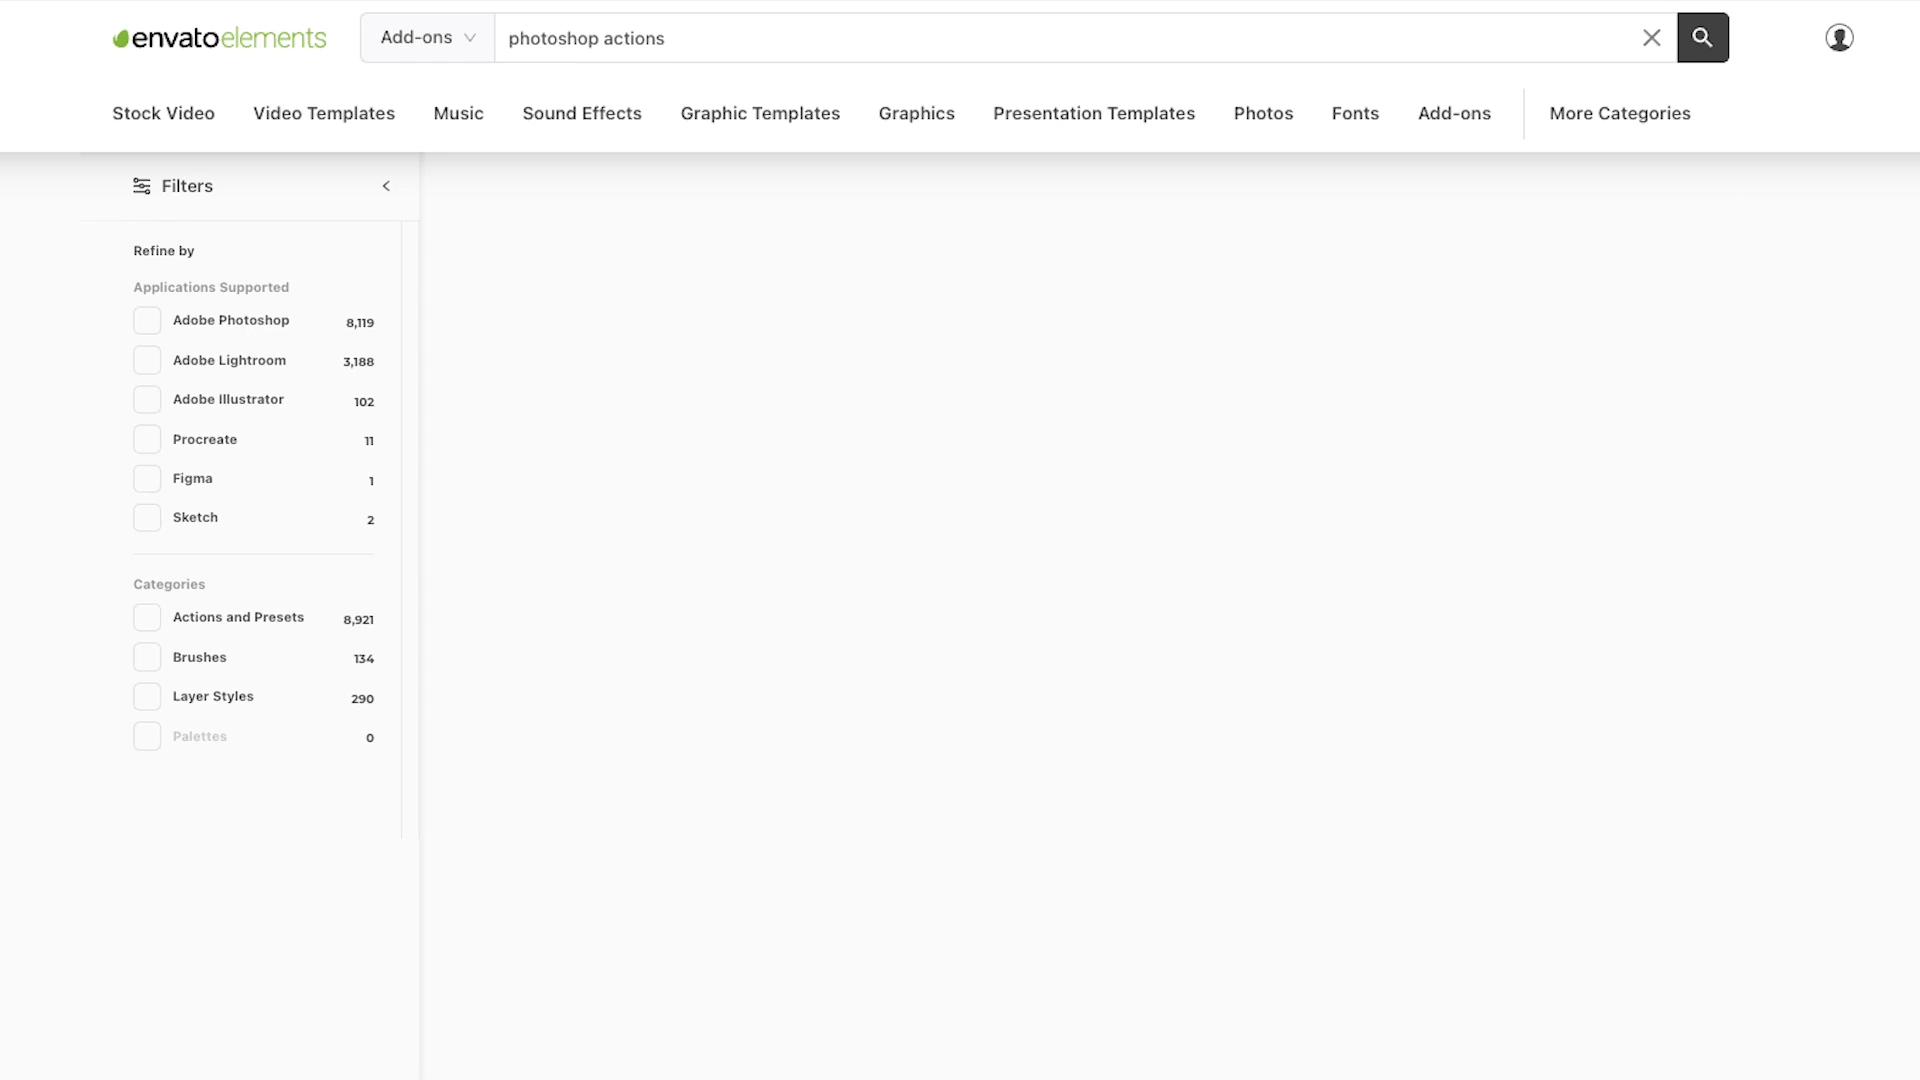 envatoelements
Add-ons
photoshop actions
Stock Video
Video Templates
Music
Sound Effects
Graphic Templates
Graphics
Presentation Templates
Photos
Fonts
Add-ons
More Categories
Filters
Refine by
Applications Supported
Adobe Photoshop 8,119
Adobe Lightroom 3,188
Adobe Illustrator 102
Procreate 11
Figma 1
Sketch 2
Categories
Actions and Presets 8,921
Brushes 134
Layer Styles 290
Palettes 0